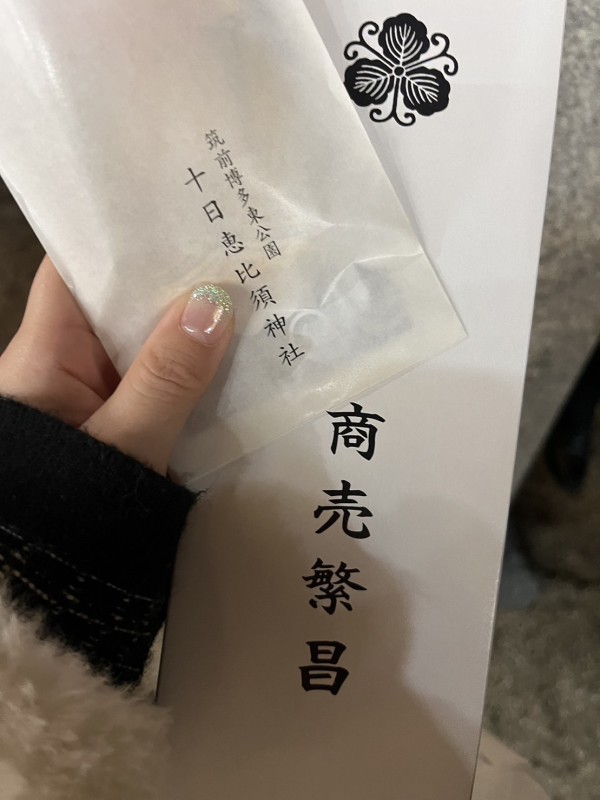 筑前博多東公園
十日恵比須神社
商売繁昌